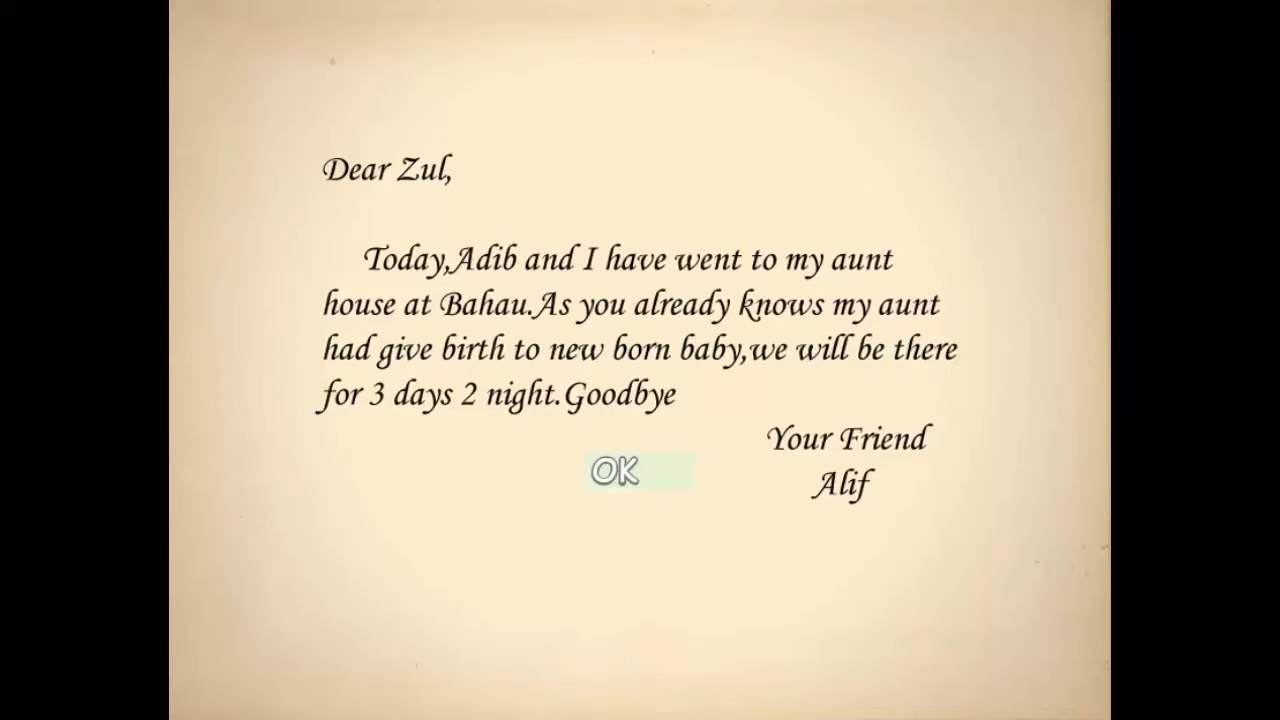 Dear Zul,
Today,Adib and I have went to my aunt
house at Bahau.As you already knows my aunt
had give birth to new born baby,we will be there
for 3 days 2 night.Goodbye
Your Friend
OK
Alif